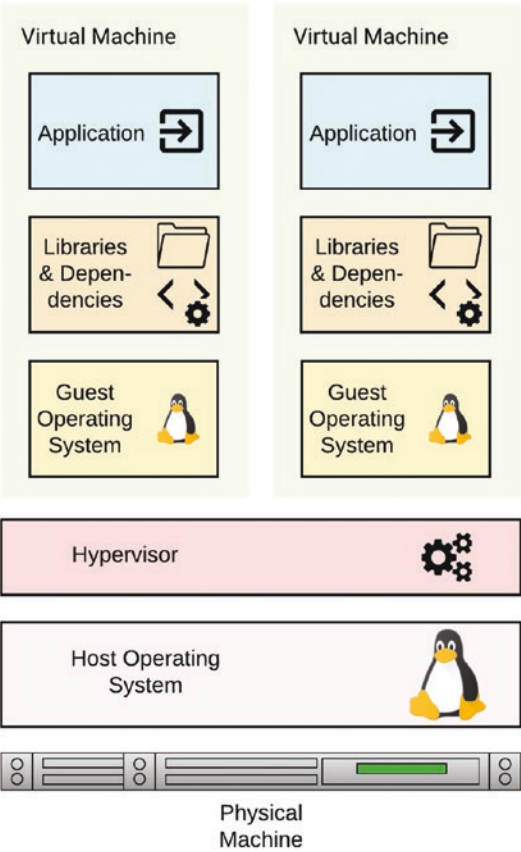 Virtual Machine
Application
Libraries
& Depen-
dencies
Guest
Operating
System
Virtual Machine
Application
Libraries
& Depen-
dencies
Guest
Operating
System
Hypervisor
Host Operating
System
Physical
Machine